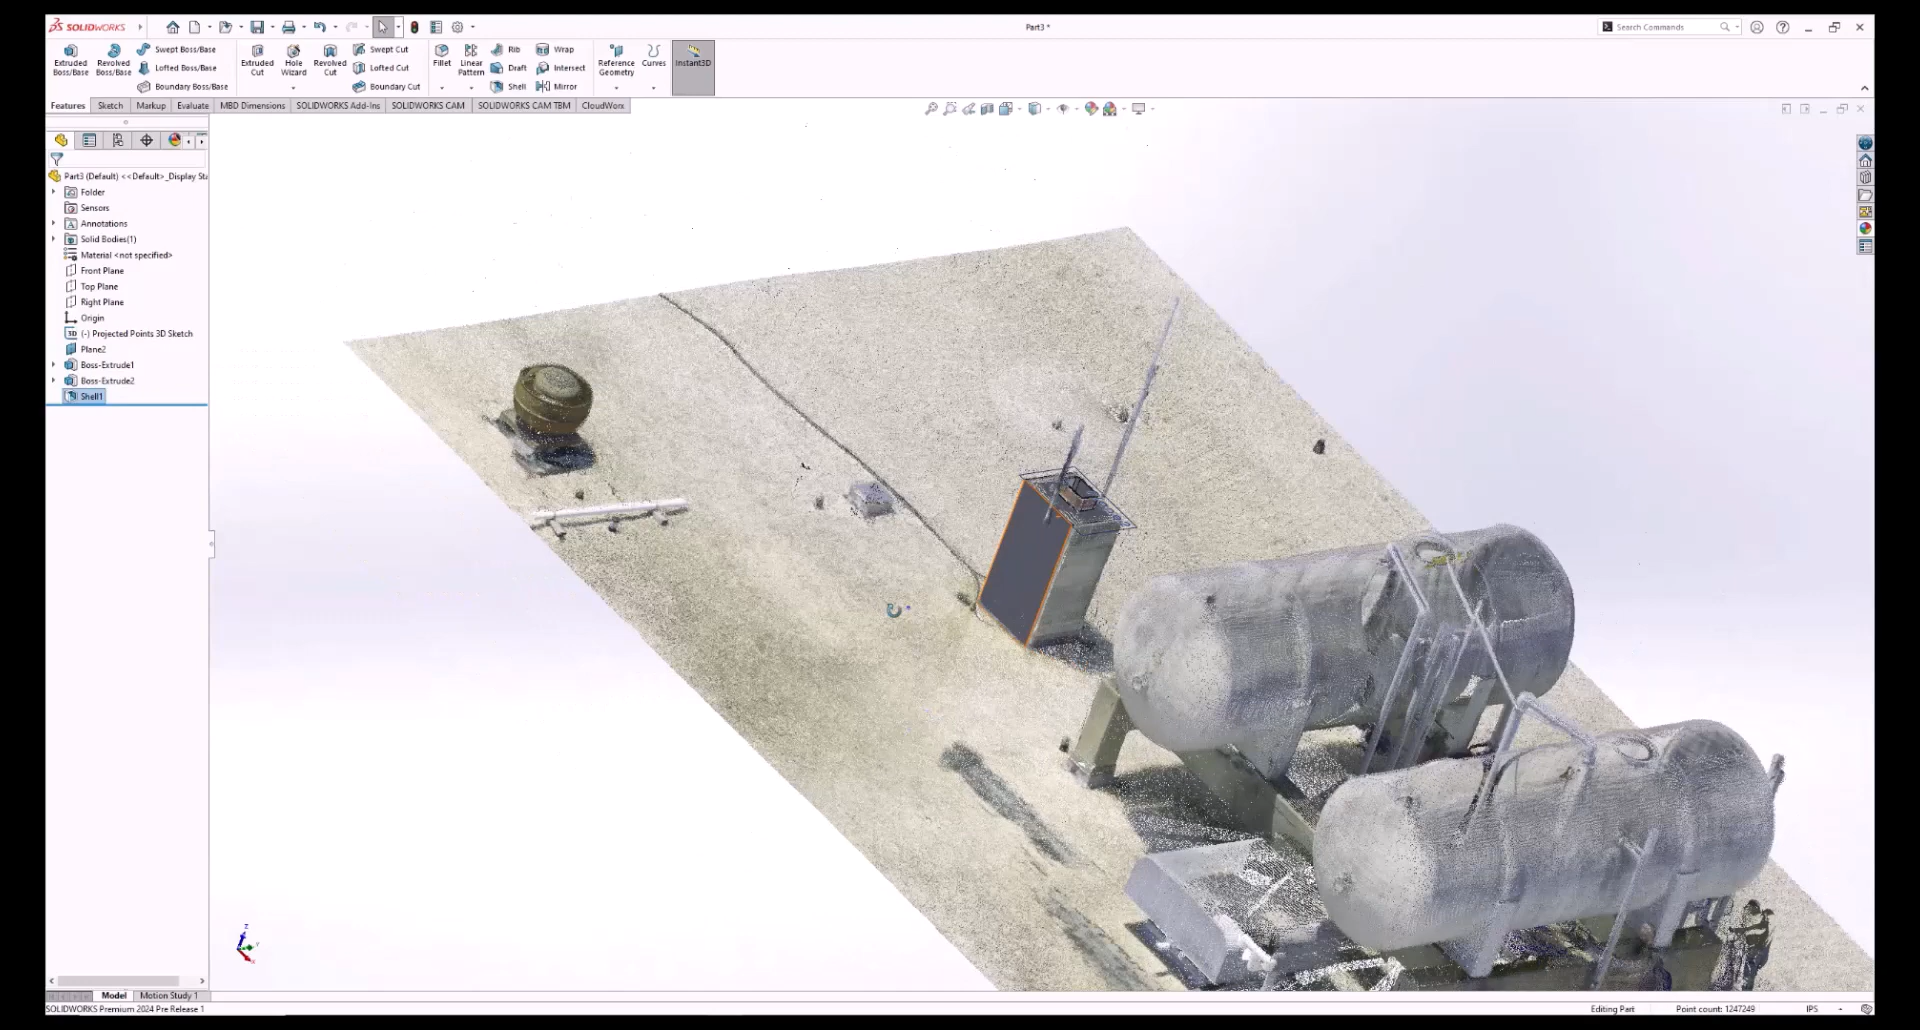 SOLIDWORKS
Part3 *
Search Commands
Extruded Boss/Base
Revolved Boss/Base
Swept Boss/Base
Lofted Boss/Base
Boundary Boss/Base
Extruded Cut
Hole Wizard
Revolved Cut
Swept Cut
Lofted Cut
Boundary Cut
Fillet
Linear Pattern
Rib
Draft
Shell
Wrap
Intersect
Mirror
Reference Geometry
Curves
Instant3D
Features
Sketch
Markup
Evaluate
MBD Dimensions
SOLIDWORKS Add-Ins
SOLIDWORKS CAM
SOLIDWORKS CAM TBM
CloudWorx
Part3 (Default) <<Default>_Display Sta
Folder
Sensors
Annotations
Solid Bodies(1)
Material <not specified>
Front Plane
Top Plane
Right Plane
Origin
3D (-) Projected Points 3D Sketch
Plane2
Boss-Extrude1
Boss-Extrude2
Shell1
Model
Motion Study 1
SOLIDWORKS Premium 2024 Pre Release 1
Editing Part
Point count: 1247249
IPS